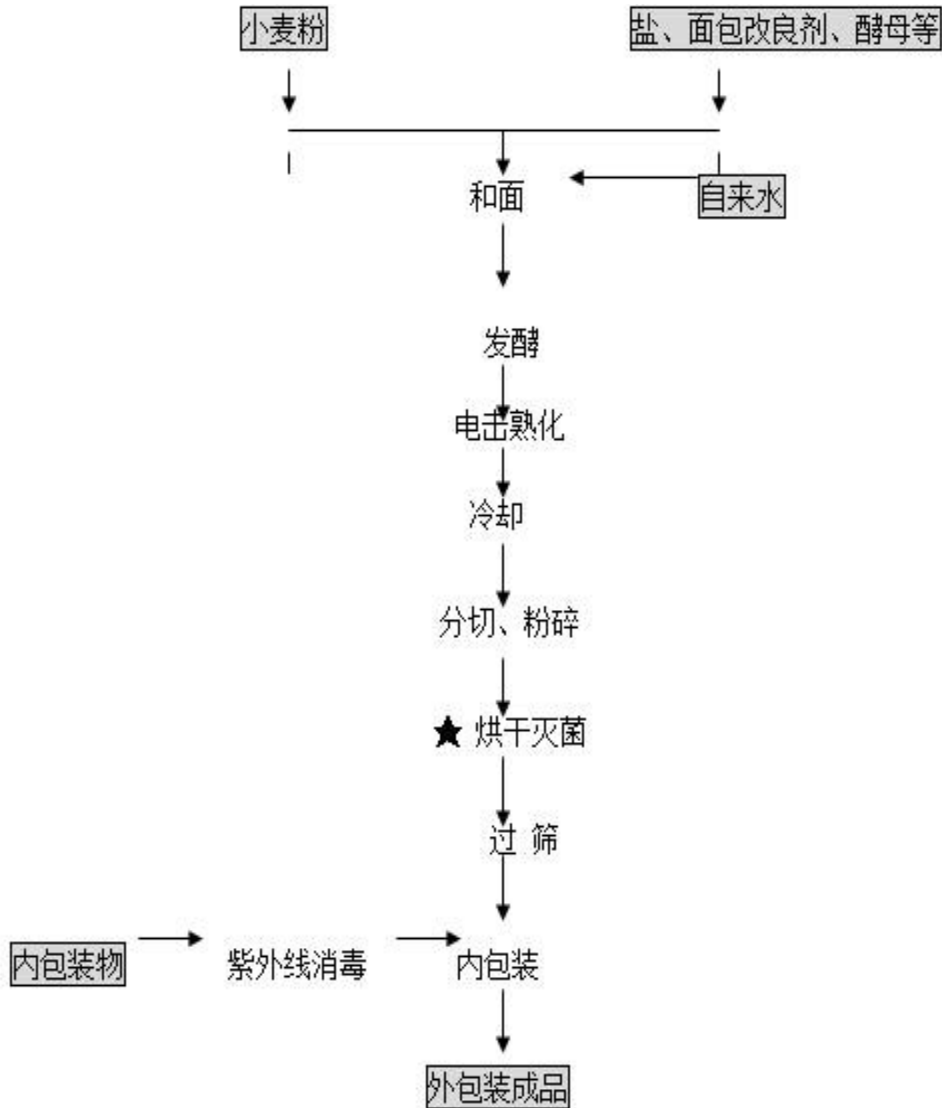 小麦粉
盐、面包改良剂、酵母等
和面
自来水
发酵
电击熟化
冷却
分切、粉碎
★ 烘干灭菌
过 筛
内包装物
紫外线消毒
内包装
外包装成品